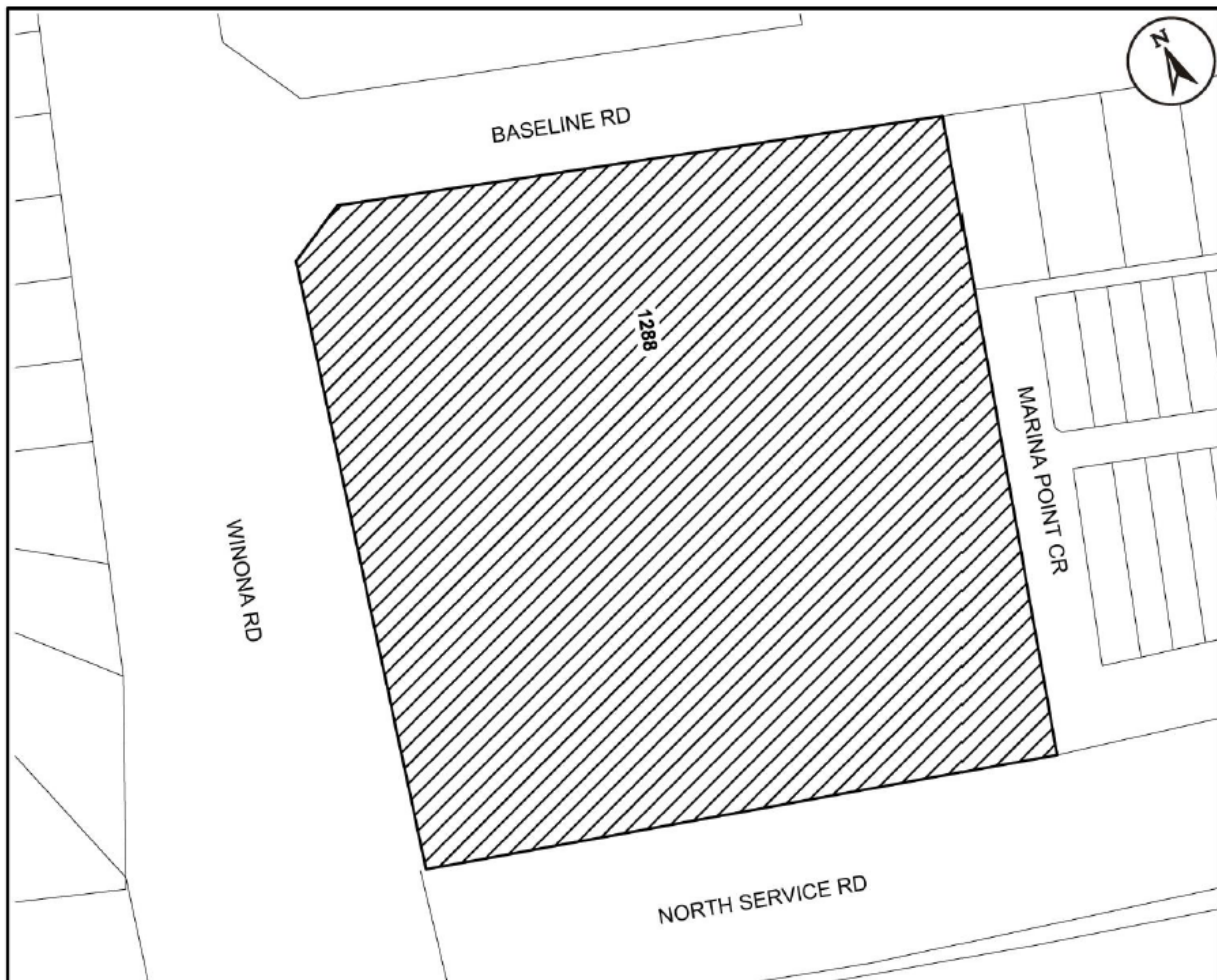 N
BASELINE RD
1288
MARINA POINT CR
WINONA RD
NORTH SERVICE RD